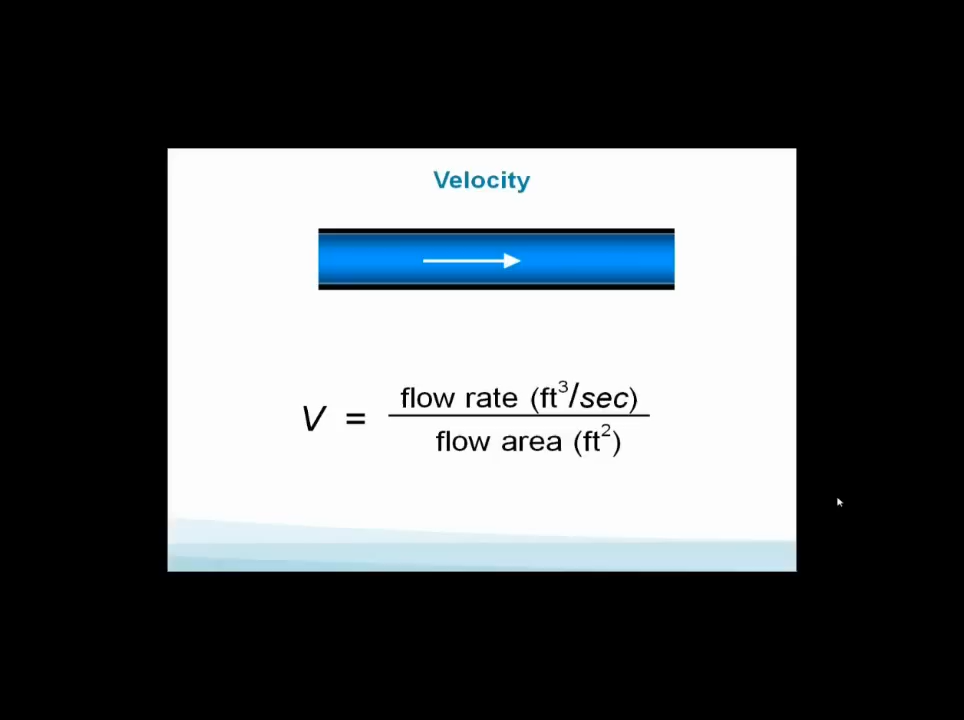 Velocity
V = flow rate (ft³/sec)
flow area (ft²)